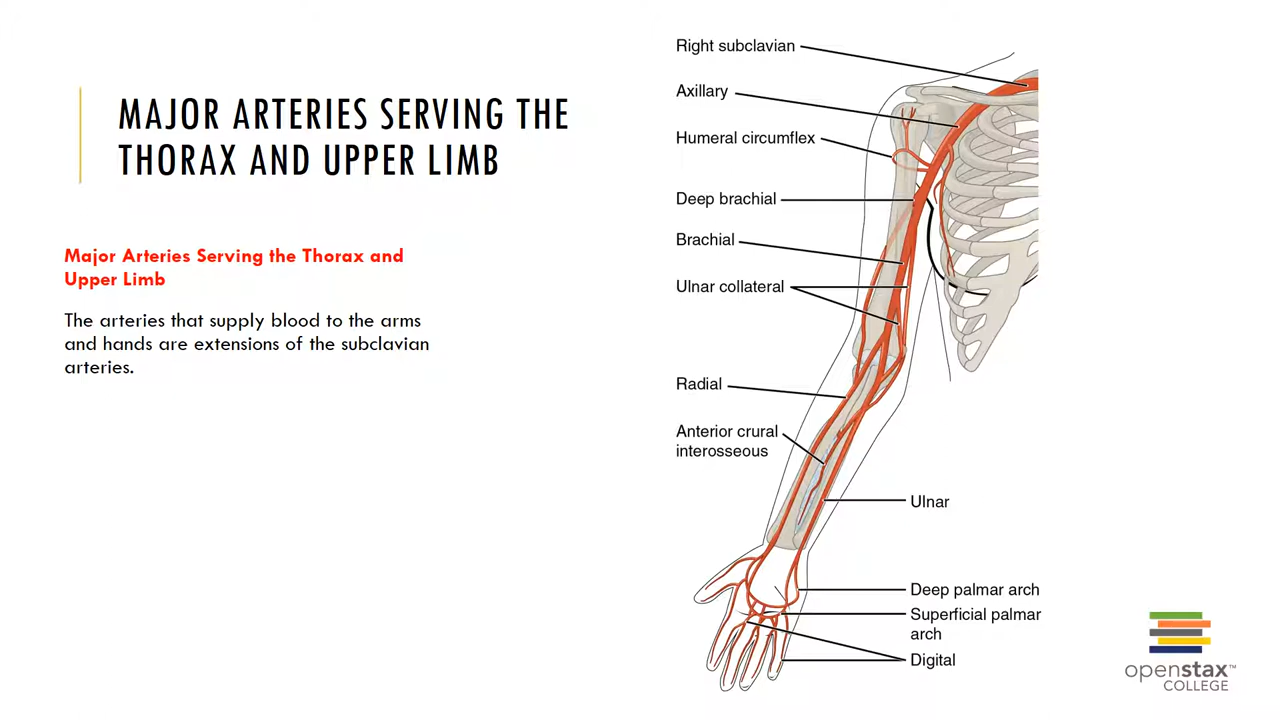 MAJOR ARTERIES SERVING THE
THORAX AND UPPER LIMB
Major Arteries Serving the Thorax and
Upper Limb
The arteries that supply blood to the arms
and hands are extensions of the subclavian
arteries.
Right subclavian
Axillary
Humeral circumflex
Deep brachial
Brachial
Ulnar collateral
Radial
Anterior crural
interosseous
Ulnar
Deep palmar arch
Superficial palmar
arch
Digital
openstax™
COLLEGE